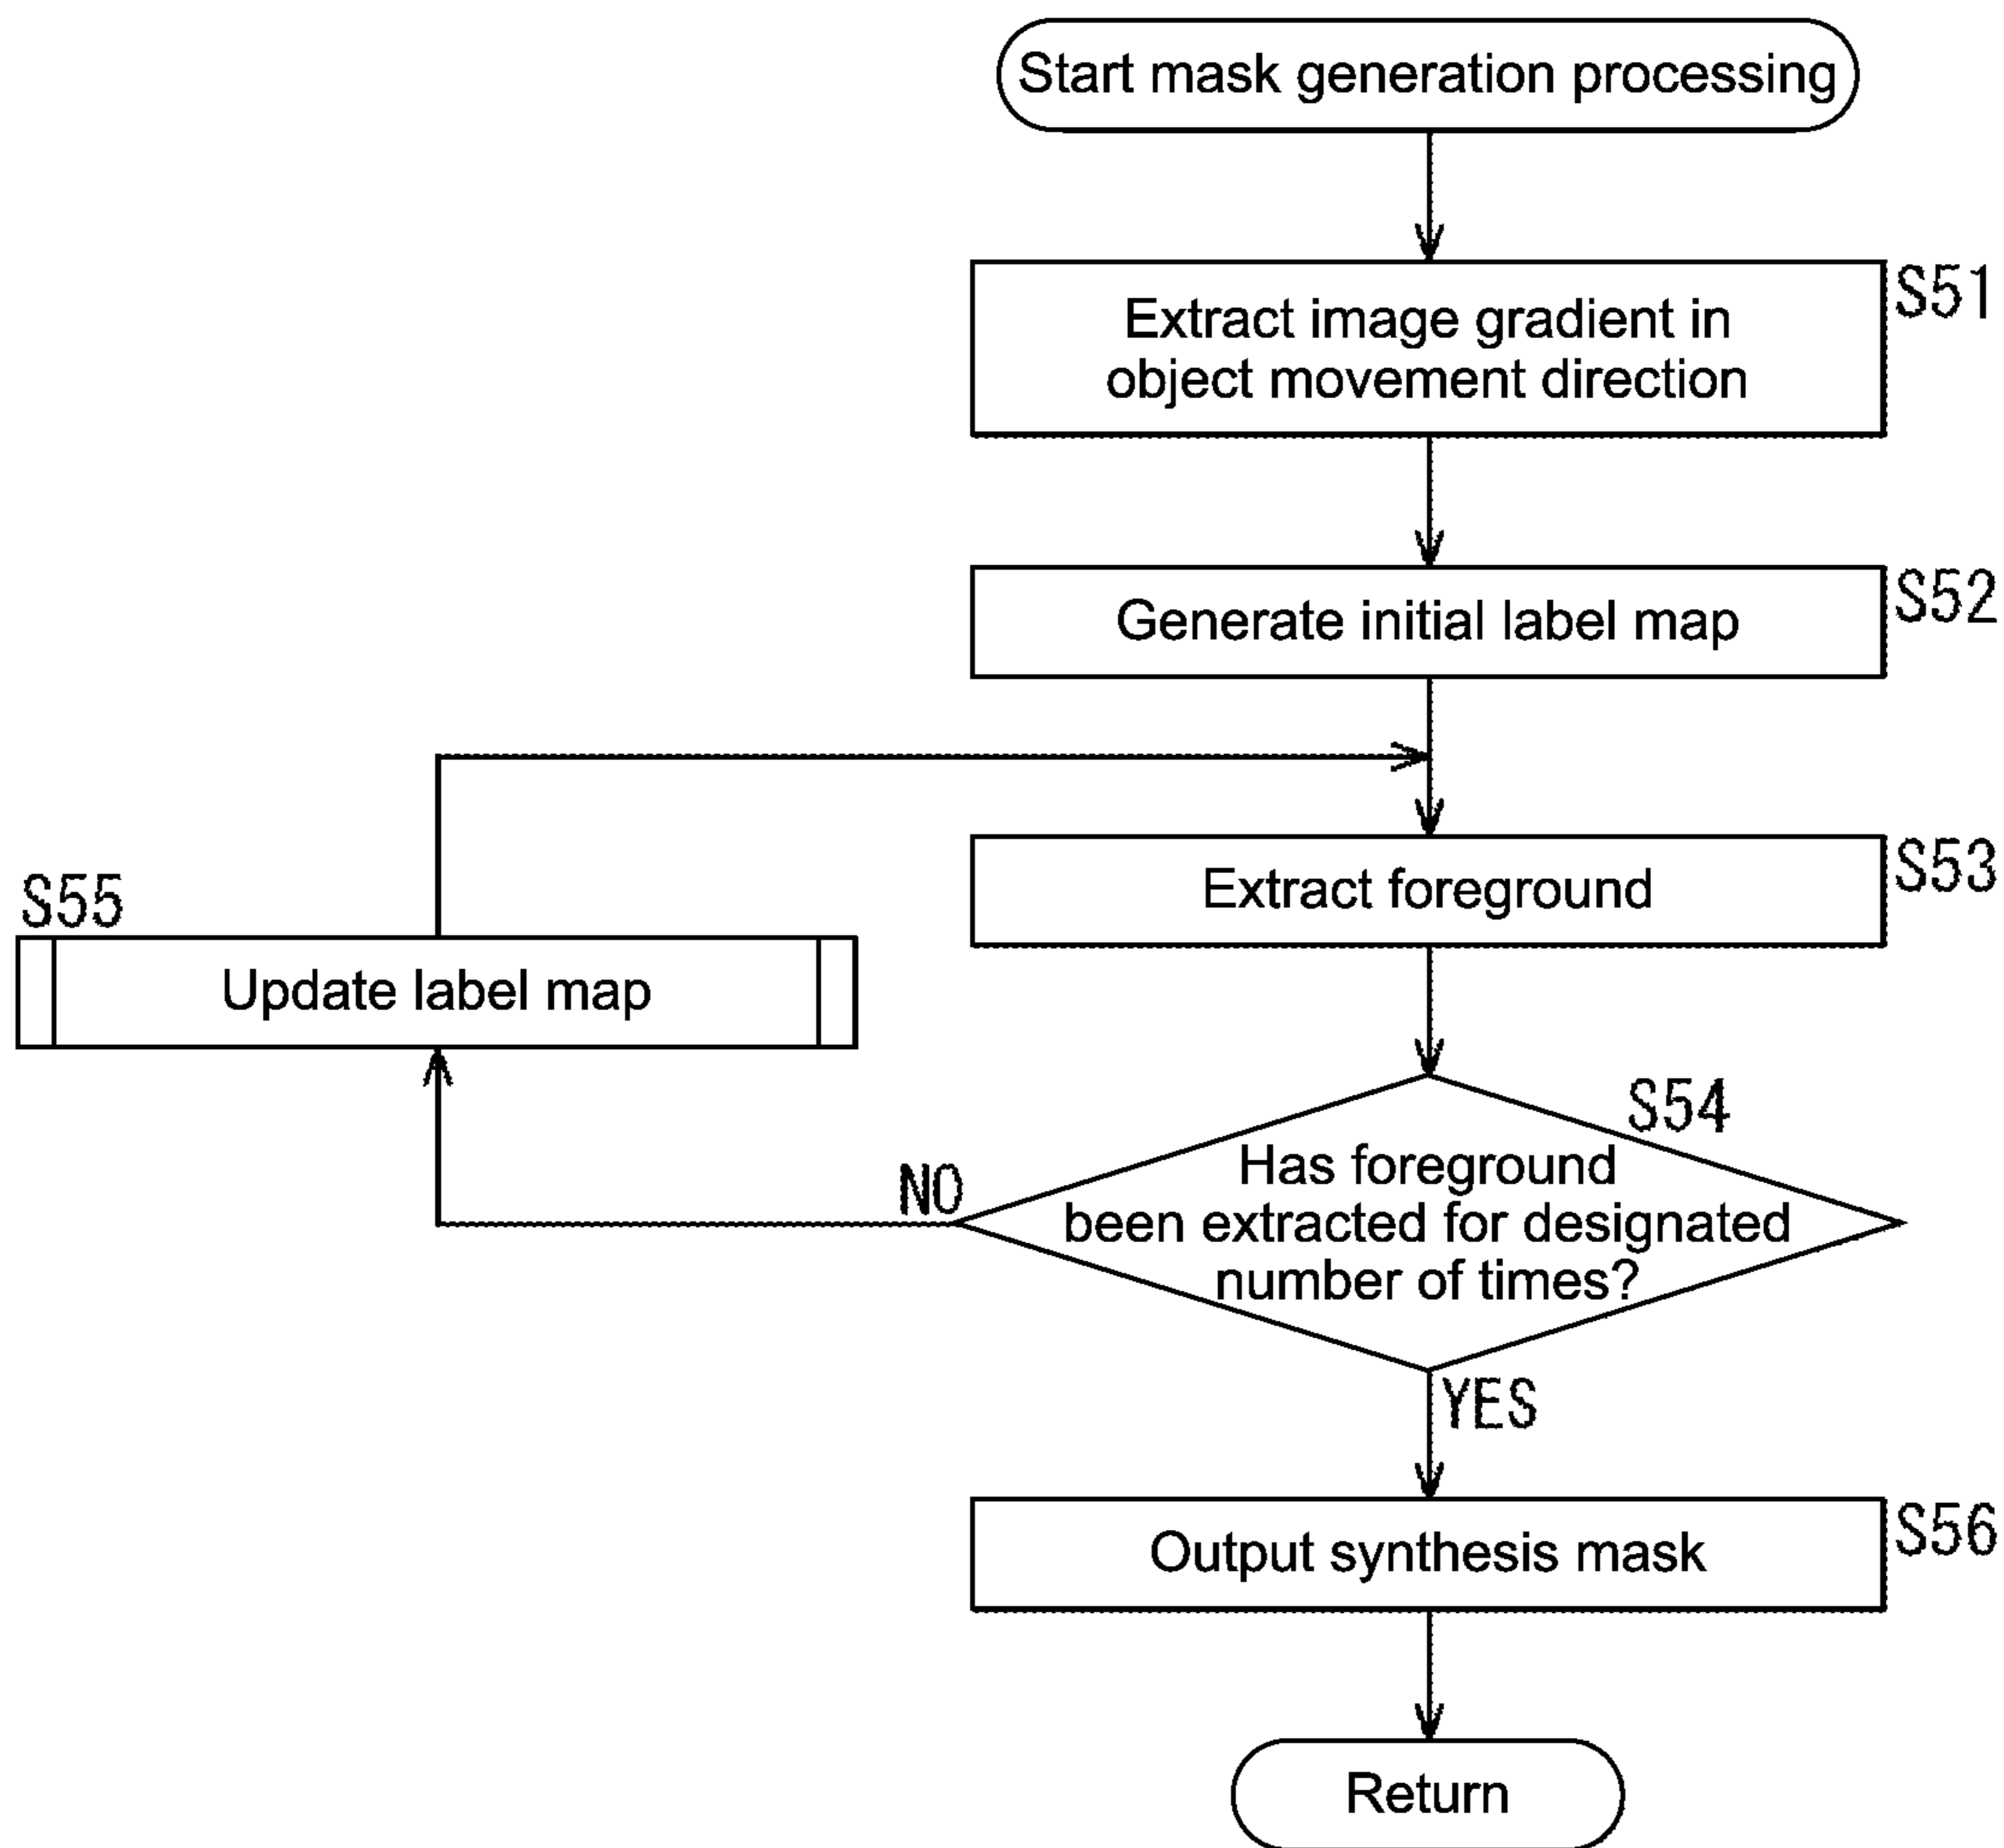 Start mask generation processing
S51
Extract image gradient in
object movement direction
S52
Generate initial label map
S53
Extract foreground
S55
Update label map
S54
Has foreground
been extracted for designated
number of times?
NO
YES
S56
Output synthesis mask
Return